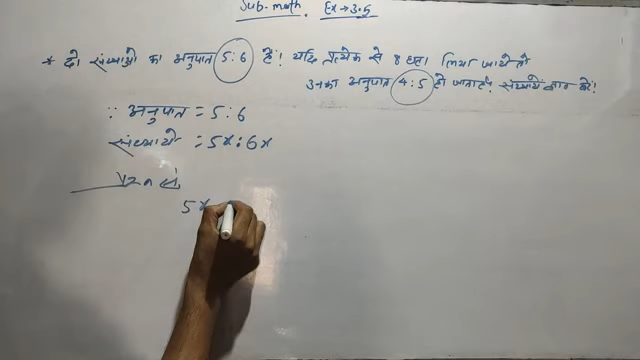 Sub-math. Ex→3.5
* दो संख्याओ का अनुपात 5:6 है! यदि प्रत्येक से 8 घटा लिया जाये तो
उनका अनुपात 4:5 हो जाता है। संख्यायें ज्ञात करें!
∵ अनुपात = 5:6
संख्यायें = 5x : 6x
प्रश्न से,
5x